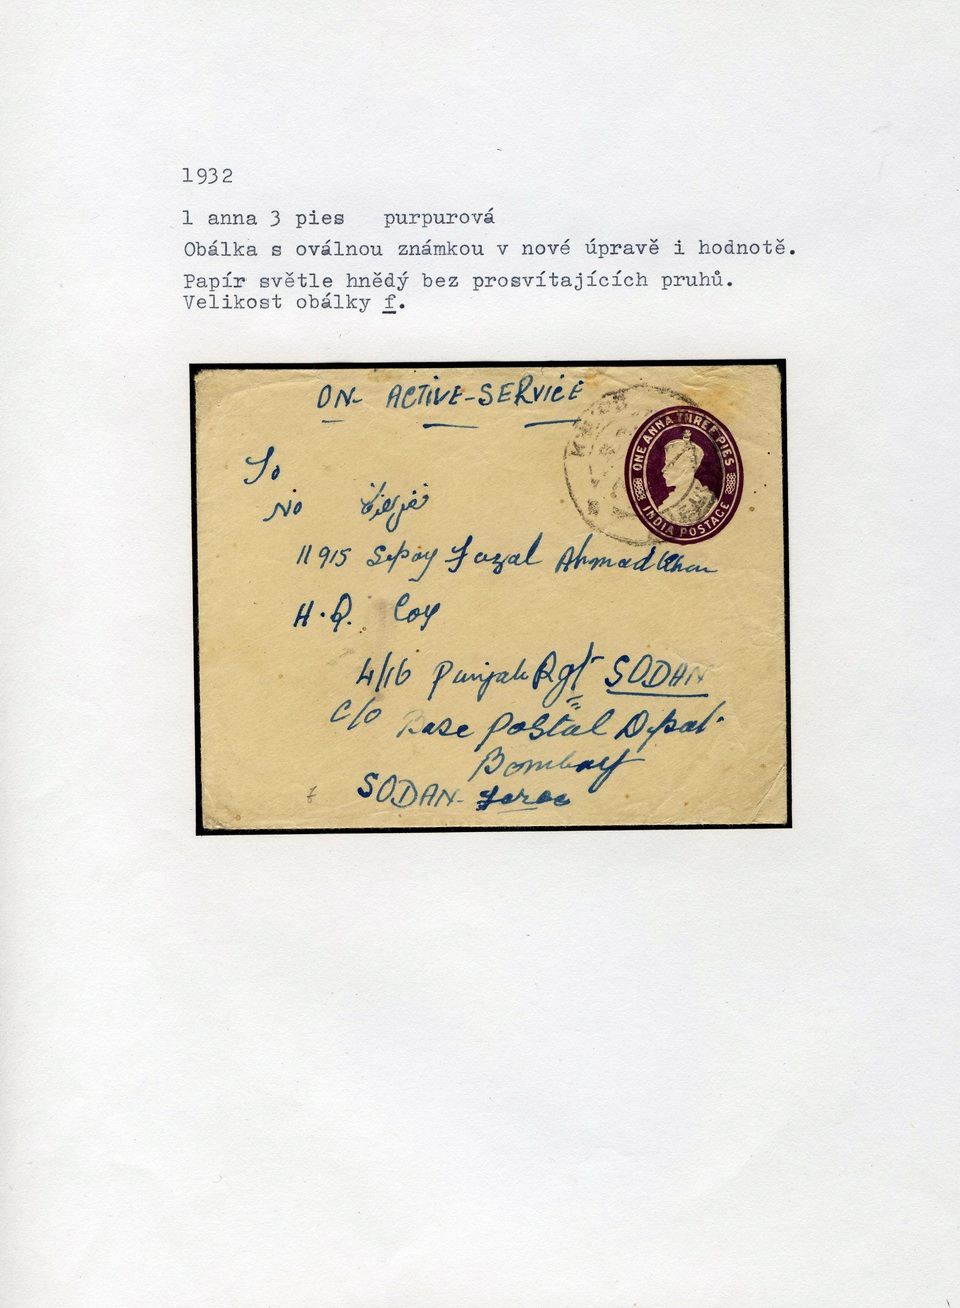 1932
1 anna 3 pies purpurová
Obálka s oválnou známkou v nové úpravě i hodnotě.
Papír světle hnědý bez prosvítajících pruhů.
Velikost obálky f.
ON- ACTIVE-SERVICE
ONE ANNA THREE PIES
INDIA POSTAGE
To
No
11915 Sepoy Fazal Ahmad Khan
H.Q. Coy
4/16 Punjab Rgt SODAN
C/O Base Postal Depat
Bombay
SODAN- Force
f